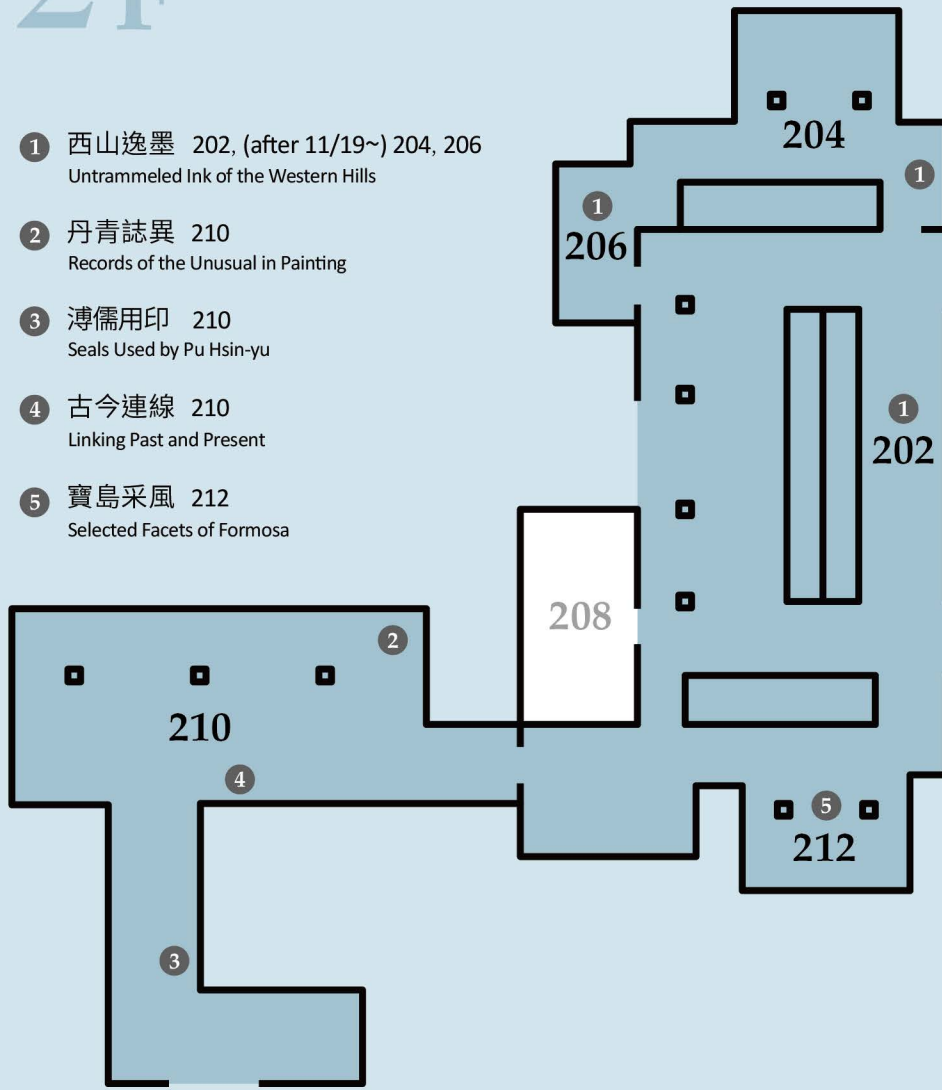 2F
1 西山逸墨 202, (after 11/19~) 204, 206
Untrammeled Ink of the Western Hills
2 丹青誌異 210
Records of the Unusual in Painting
3 溥儒用印 210
Seals Used by Pu Hsin-yu
4 古今連線 210
Linking Past and Present
5 寶島采風 212
Selected Facets of Formosa
204
1
1
206
1
202
208
2
210
4
5
212
3